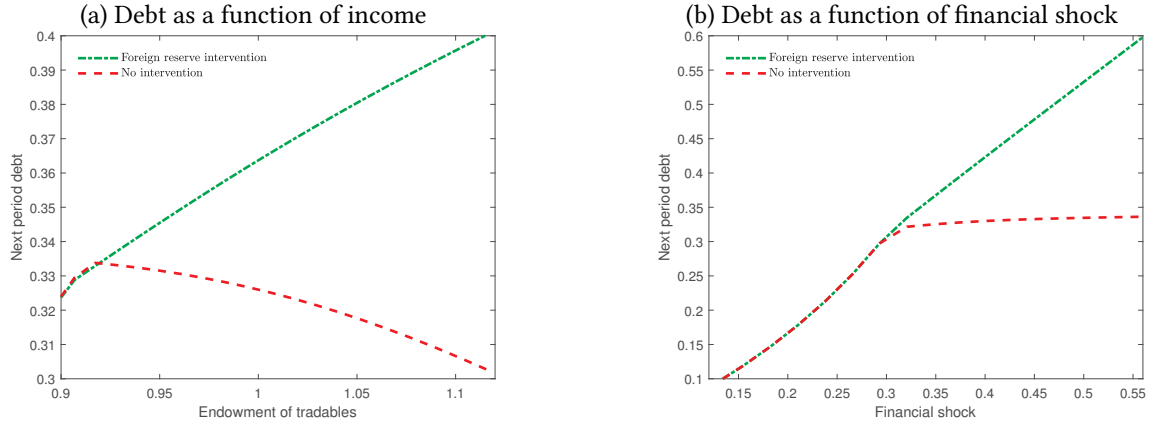 (a) Debt as a function of income
0.4
0.39
0.38
0.37
0.36
0.35
0.34
0.33
0.32
0.31
0.3
Next period debt
Foreign reserve intervention
No intervention
0.9 0.95 1 1.05 1.1
Endowment of tradables
(b) Debt as a function of financial shock
0.6
0.55
0.5
0.45
0.4
0.35
0.3
0.25
0.2
0.15
0.1
Next period debt
Foreign reserve intervention
No intervention
0.15 0.2 0.25 0.3 0.35 0.4 0.45 0.5 0.55
Financial shock